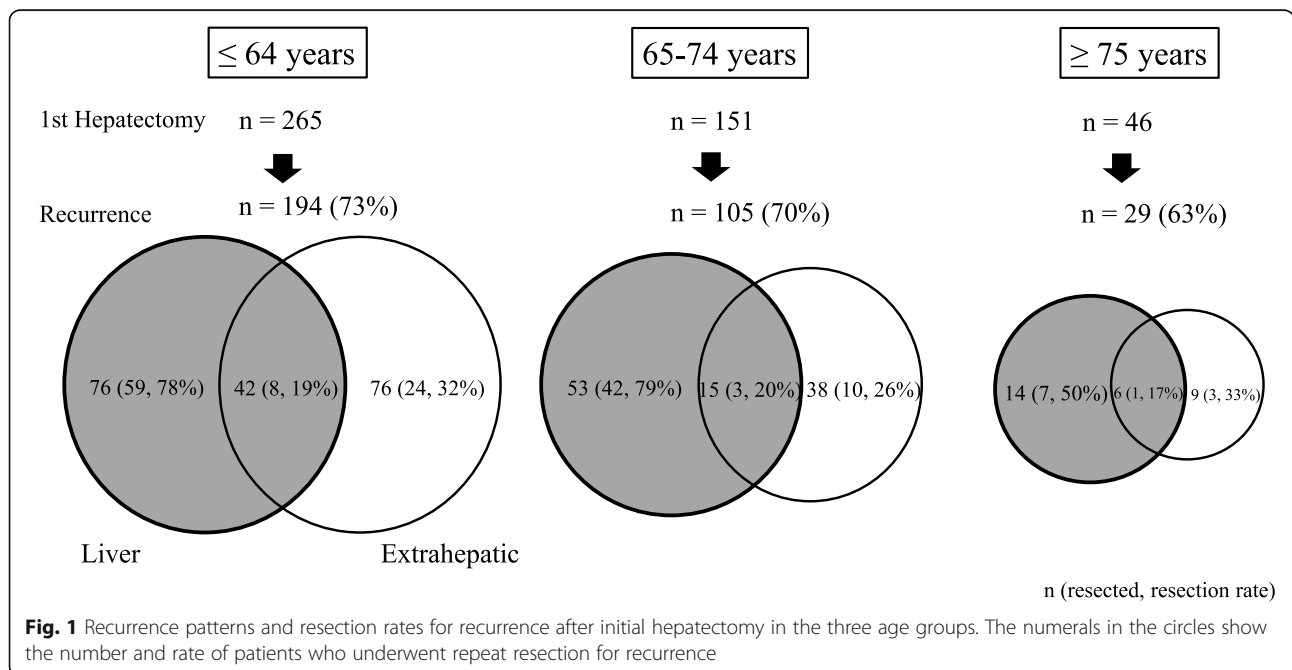 ≤ 64 years 65-74 years ≥ 75 years
1st Hepatectomy n = 265 n = 151 n = 46
Recurrence n = 194 (73%) n = 105 (70%) n = 29 (63%)
76 (59, 78%) 42 (8, 19%) 76 (24, 32%) 53 (42, 79%) 15 (3, 20%) 38 (10, 26%) 14 (7, 50%) 6 (1, 17%) 9 (3, 33%)
Liver Extrahepatic
n (resected, resection rate)
Fig. 1 Recurrence patterns and resection rates for recurrence after initial hepatectomy in the three age groups. The numerals in the circles show
the number and rate of patients who underwent repeat resection for recurrence